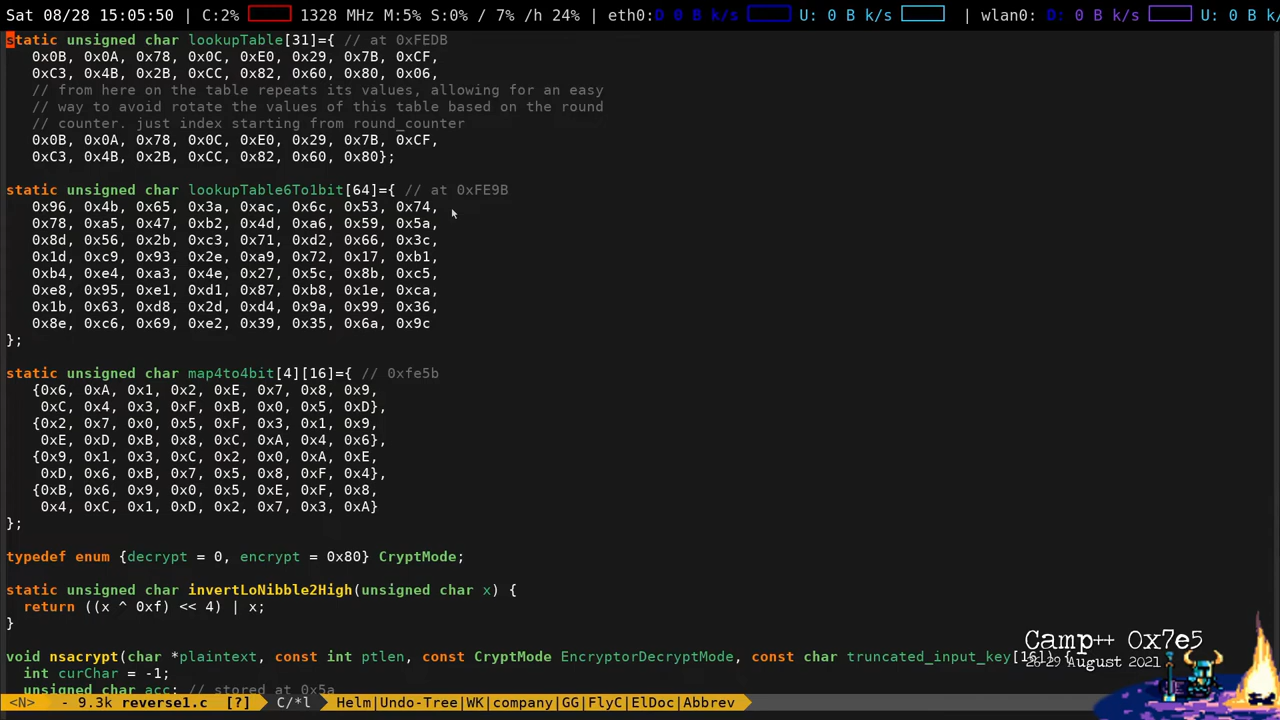 Sat 08/28 15:05:50 | C:2% 1328 MHz M:5% S:0% / 7% /h 24% | eth0: D 0 B k/s U: 0 B k/s | wlan0: D: 0 B k/s U: 0 B k/s
static unsigned char lookupTable[31]={ // at 0xFEDB
0x0B, 0x0A, 0x78, 0x0C, 0xE0, 0x29, 0x7B, 0xCF,
0xC3, 0x4B, 0x2B, 0xCC, 0x82, 0x60, 0x80, 0x06,
// from here on the table repeats its values, allowing for an easy
// way to avoid rotate the values of this table based on the round
// counter. just index starting from round_counter
0x0B, 0x0A, 0x78, 0x0C, 0xE0, 0x29, 0x7B, 0xCF,
0xC3, 0x4B, 0x2B, 0xCC, 0x82, 0x60, 0x80};
static unsigned char lookupTable6To1bit[64]={ // at 0xFE9B
0x96, 0x4b, 0x65, 0x3a, 0xac, 0x6c, 0x53, 0x74,
0x78, 0xa5, 0x47, 0xb2, 0x4d, 0xa6, 0x59, 0x5a,
0x8d, 0x56, 0x2b, 0xc3, 0x71, 0xd2, 0x66, 0x3c,
0x1d, 0xc9, 0x93, 0x2e, 0xa9, 0x72, 0x17, 0xb1,
0xb4, 0xe4, 0xa3, 0x4e, 0x27, 0x5c, 0x8b, 0xc5,
0xe8, 0x95, 0xe1, 0xd1, 0x87, 0xb8, 0x1e, 0xca,
0x1b, 0x63, 0xd8, 0x2d, 0xd4, 0x9a, 0x99, 0x36,
0x8e, 0xc6, 0x69, 0xe2, 0x39, 0x35, 0x6a, 0x9c
};
static unsigned char map4to4bit[4][16]={ // 0xfe5b
{0x6, 0xA, 0x1, 0x2, 0xE, 0x7, 0x8, 0x9,
0xC, 0x4, 0x3, 0xF, 0xB, 0x0, 0x5, 0xD},
{0x2, 0x7, 0x0, 0x5, 0xF, 0x3, 0x1, 0x9,
0xE, 0xD, 0xB, 0x8, 0xC, 0xA, 0x4, 0x6},
{0x9, 0x1, 0x3, 0xC, 0x2, 0x0, 0xA, 0xE,
0xD, 0x6, 0xB, 0x7, 0x5, 0x8, 0xF, 0x4},
{0xB, 0x6, 0x9, 0x0, 0x5, 0xE, 0xF, 0x8,
0x4, 0xC, 0x1, 0xD, 0x2, 0x7, 0x3, 0xA}
};
typedef enum {decrypt = 0, encrypt = 0x80} CryptMode;
static unsigned char invertLoNibble2High(unsigned char x) {
return ((x ^ 0xf) << 4) | x;
}
Camp++ 0x7e5
void nsacrypt(char *plaintext, const int ptlen, const CryptMode EncryptorDecryptMode, const char truncated_input_key[16]) {
28-29 August 2021
int curChar = -1;
unsigned char acc; // stored at 0x5a
<N> - 9.3k reverse1.c [?] C/*l Helm|Undo-Tree|WK|company|GG|FlyC|ElDoc|Abbrev